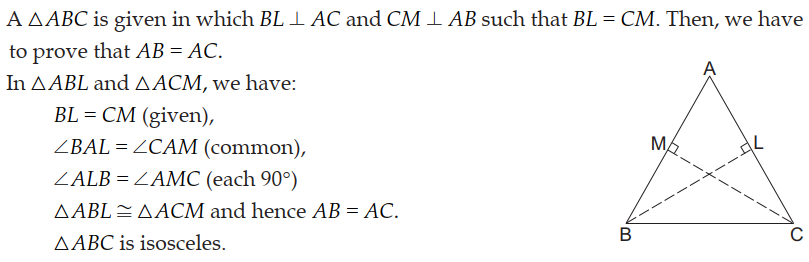 A △ABC is given in which BL ⊥ AC and CM ⊥ AB such that BL = CM. Then, we have
to prove that AB = AC.
In △ABL and △ACM, we have:
BL = CM (given),
∠BAL = ∠CAM (common),
∠ALB = ∠AMC (each 90°)
△ABL ≅ △ACM and hence AB = AC.
△ABC is isosceles.
A
M
L
B
C